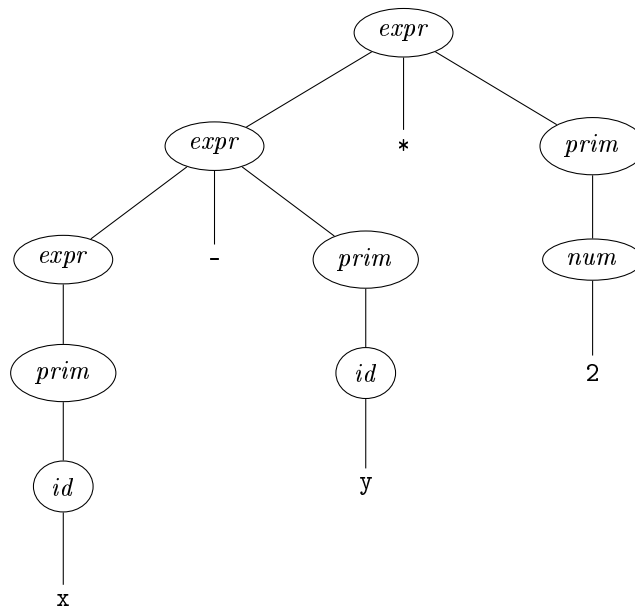 expr
expr * prim
expr - prim num
prim id 2
id y
x